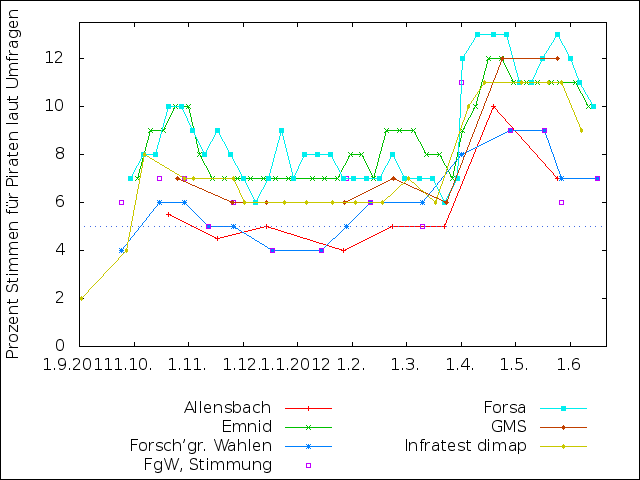 Prozent Stimmen für Piraten laut Umfragen
12
10
8
6
4
2
0
1.9.2011 1.10. 1.11. 1.12. 1.1.2012 1.2. 1.3. 1.4. 1.5. 1.6
Allensbach Forsa
Emnid GMS
Forsch'gr. Wahlen Infratest dimap
FgW, Stimmung